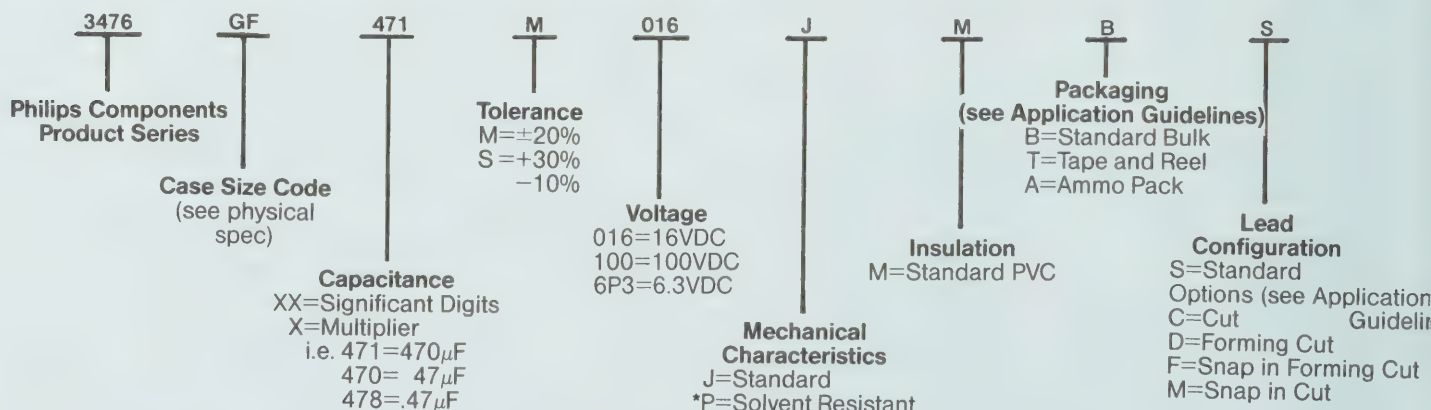 3476 GF 471 M 016 J M B S
Philips Components
Product Series
Case Size Code
(see physical
spec)
Capacitance
XX=Significant Digits
X=Multiplier
i.e. 471=470µF
470= 47µF
478=.47µF
Tolerance
M=±20%
S=+30%
−10%
Voltage
016=16VDC
100=100VDC
6P3=6.3VDC
Mechanical
Characteristics
J=Standard
*P=Solvent Resistant
Insulation
M=Standard PVC
Packaging
(see Application Guidelines)
B=Standard Bulk
T=Tape and Reel
A=Ammo Pack
Lead
Configuration
S=Standard
Options (see Application
C=Cut
D=Forming Cut
F=Snap in Forming Cut
M=Snap in Cut